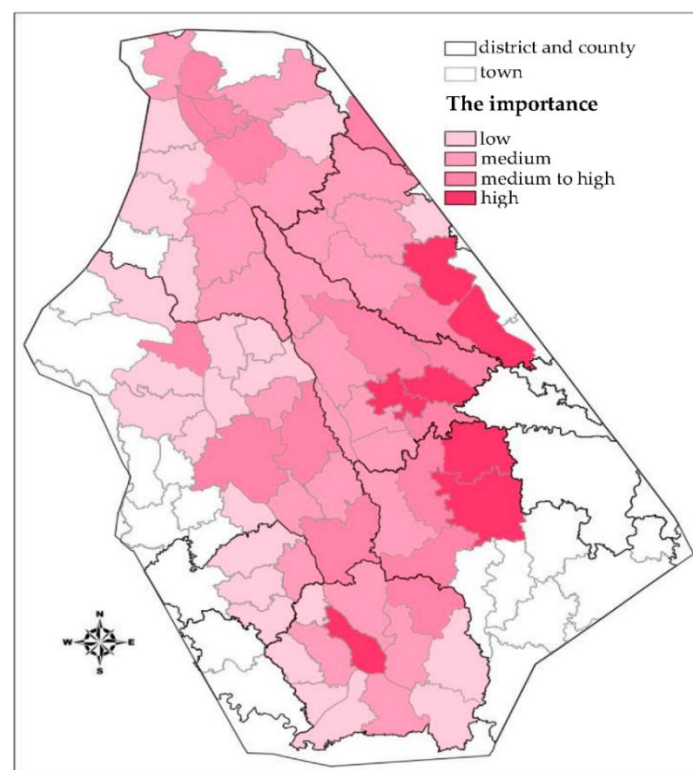 district and county
town
The importance
low
medium
medium to high
high
N
W E
S